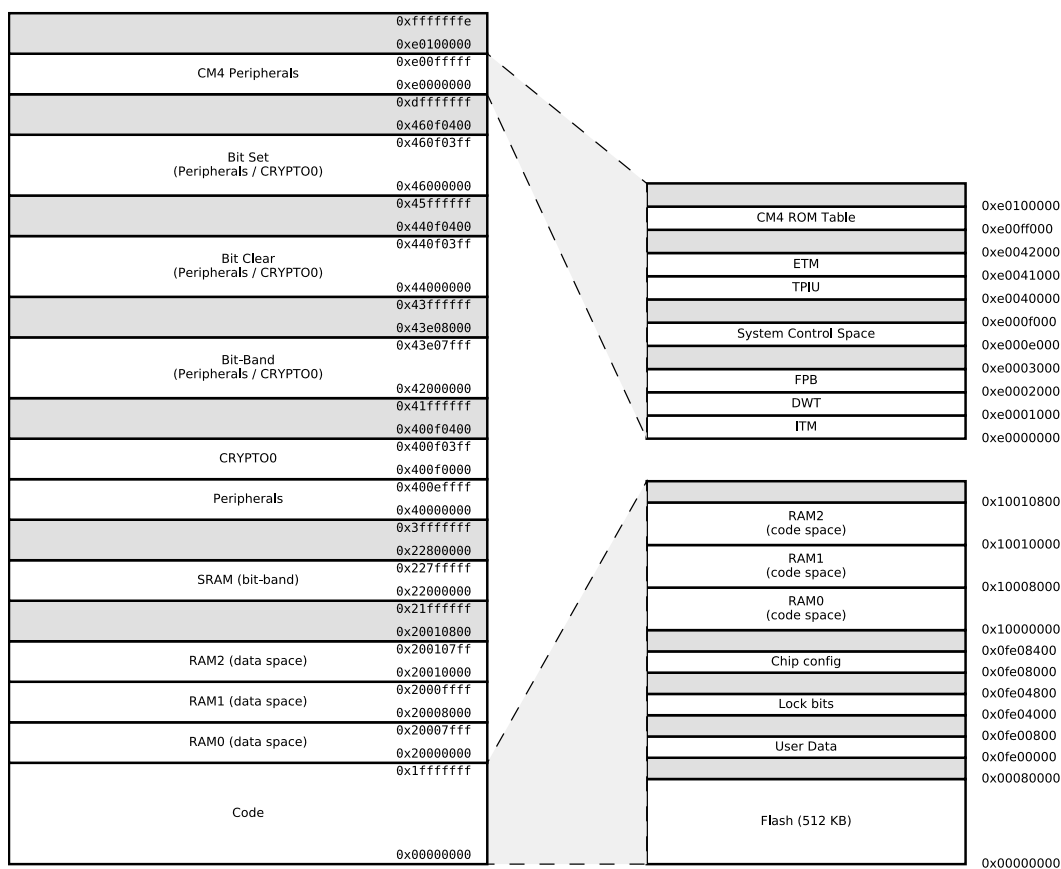 0xfffffffe
0xe0100000
0xe00fffff
CM4 Peripherals
0xe0000000
0xdfffffff
0x460f0400
0x460f03ff
Bit Set
(Peripherals / CRYPTO0)
0x46000000
0x45ffffff
0x440f0400
0x440f03ff
Bit Clear
(Peripherals / CRYPTO0)
0x44000000
0x43ffffff
0x43e08000
0x43e07fff
Bit-Band
(Peripherals / CRYPTO0)
0x42000000
0x41ffffff
0x400f0400
0x400f03ff
CRYPTO0
0x400f0000
0x400effff
Peripherals
0x40000000
0x3fffffff
0x22800000
0x227fffff
SRAM (bit-band)
0x22000000
0x21ffffff
0x20010800
0x200107ff
RAM2 (data space)
0x20010000
0x2000ffff
RAM1 (data space)
0x20008000
0x20007fff
RAM0 (data space)
0x20000000
0x1fffffff
Code
0x00000000
0xe0100000
CM4 ROM Table
0xe00ff000
0xe0042000
ETM
0xe0041000
TPIU
0xe0040000
0xe000f000
System Control Space
0xe000e000
0xe0003000
FPB
0xe0002000
DWT
0xe0001000
ITM
0xe0000000
0x10010800
RAM2
(code space)
0x10010000
RAM1
(code space)
0x10008000
RAM0
(code space)
0x10000000
0x0fe08400
Chip config
0x0fe08000
0x0fe04800
Lock bits
0x0fe04000
0x0fe00800
User Data
0x0fe00000
0x00080000
Flash (512 KB)
0x00000000